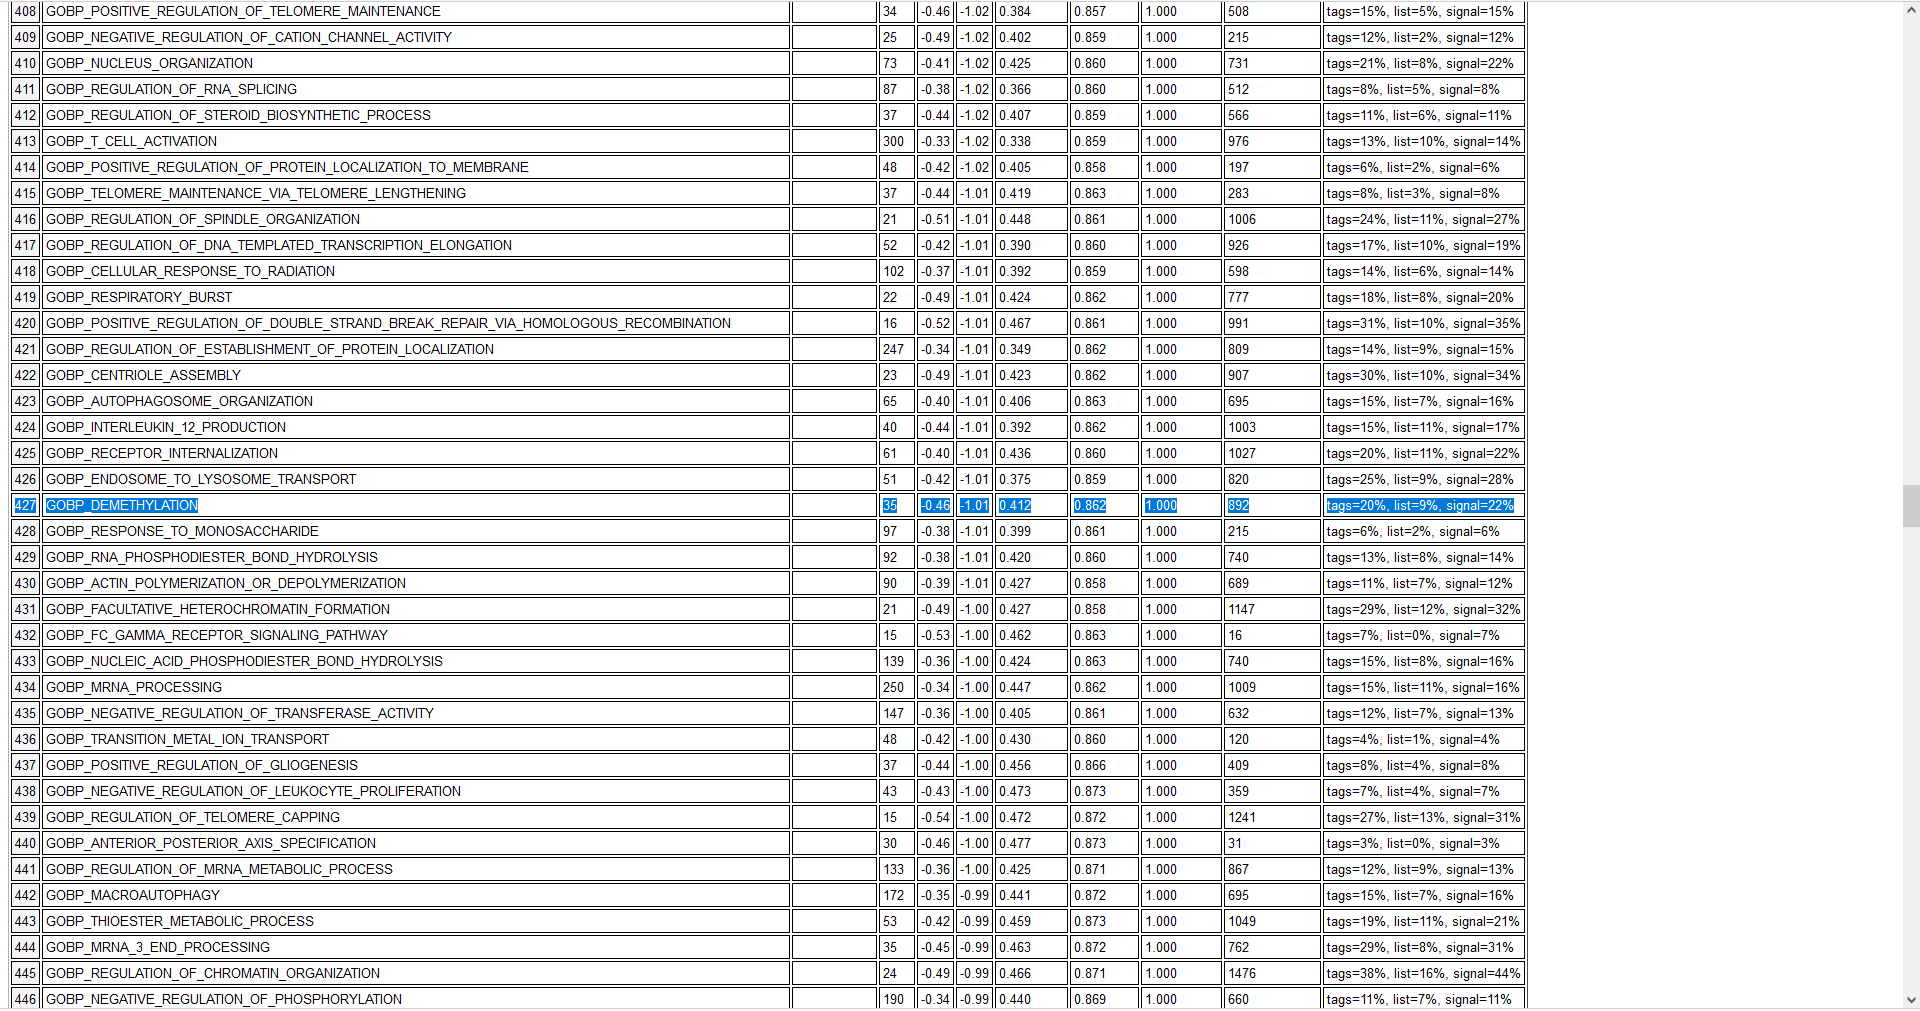 408 GOBP_POSITIVE_REGULATION_OF_TELOMERE_MAINTENANCE 34 -0.46 -1.02 0.384 0.857 1.000 508 tags=15%, list=5%, signal=15%
409 GOBP_NEGATIVE_REGULATION_OF_CATION_CHANNEL_ACTIVITY 25 -0.49 -1.02 0.402 0.859 1.000 215 tags=12%, list=2%, signal=12%
410 GOBP_NUCLEUS_ORGANIZATION 73 -0.41 -1.02 0.425 0.860 1.000 731 tags=21%, list=8%, signal=22%
411 GOBP_REGULATION_OF_RNA_SPLICING 87 -0.38 -1.02 0.366 0.860 1.000 512 tags=8%, list=5%, signal=8%
412 GOBP_REGULATION_OF_STEROID_BIOSYNTHETIC_PROCESS 37 -0.44 -1.02 0.407 0.859 1.000 566 tags=11%, list=6%, signal=11%
413 GOBP_T_CELL_ACTIVATION 300 -0.33 -1.02 0.338 0.859 1.000 976 tags=13%, list=10%, signal=14%
414 GOBP_POSITIVE_REGULATION_OF_PROTEIN_LOCALIZATION_TO_MEMBRANE 48 -0.42 -1.02 0.405 0.858 1.000 197 tags=6%, list=2%, signal=6%
415 GOBP_TELOMERE_MAINTENANCE_VIA_TELOMERE_LENGTHENING 37 -0.44 -1.01 0.419 0.863 1.000 283 tags=8%, list=3%, signal=8%
416 GOBP_REGULATION_OF_SPINDLE_ORGANIZATION 21 -0.51 -1.01 0.448 0.861 1.000 1006 tags=24%, list=11%, signal=27%
417 GOBP_REGULATION_OF_DNA_TEMPLATED_TRANSCRIPTION_ELONGATION 52 -0.42 -1.01 0.390 0.860 1.000 926 tags=17%, list=10%, signal=19%
418 GOBP_CELLULAR_RESPONSE_TO_RADIATION 102 -0.37 -1.01 0.392 0.859 1.000 598 tags=14%, list=6%, signal=14%
419 GOBP_RESPIRATORY_BURST 22 -0.49 -1.01 0.424 0.862 1.000 777 tags=18%, list=8%, signal=20%
420 GOBP_POSITIVE_REGULATION_OF_DOUBLE_STRAND_BREAK_REPAIR_VIA_HOMOLOGOUS_RECOMBINATION 16 -0.52 -1.01 0.467 0.861 1.000 991 tags=31%, list=10%, signal=35%
421 GOBP_REGULATION_OF_ESTABLISHMENT_OF_PROTEIN_LOCALIZATION 247 -0.34 -1.01 0.349 0.862 1.000 809 tags=14%, list=9%, signal=15%
422 GOBP_CENTRIOLE_ASSEMBLY 23 -0.49 -1.01 0.423 0.862 1.000 907 tags=30%, list=10%, signal=34%
423 GOBP_AUTOPHAGOSOME_ORGANIZATION 65 -0.40 -1.01 0.406 0.863 1.000 695 tags=15%, list=7%, signal=16%
424 GOBP_INTERLEUKIN_12_PRODUCTION 40 -0.44 -1.01 0.392 0.862 1.000 1003 tags=15%, list=11%, signal=17%
425 GOBP_RECEPTOR_INTERNALIZATION 61 -0.40 -1.01 0.436 0.860 1.000 1027 tags=20%, list=11%, signal=22%
426 GOBP_ENDOSOME_TO_LYSOSOME_TRANSPORT 51 -0.42 -1.01 0.375 0.859 1.000 820 tags=25%, list=9%, signal=28%
427 GOBP_DEMETHYLATION 35 -0.46 -1.01 0.412 0.862 1.000 892 tags=20%, list=9%, signal=22%
428 GOBP_RESPONSE_TO_MONOSACCHARIDE 97 -0.38 -1.01 0.399 0.861 1.000 215 tags=6%, list=2%, signal=6%
429 GOBP_RNA_PHOSPHODIESTER_BOND_HYDROLYSIS 92 -0.38 -1.01 0.420 0.860 1.000 740 tags=13%, list=8%, signal=14%
430 GOBP_ACTIN_POLYMERIZATION_OR_DEPOLYMERIZATION 90 -0.39 -1.01 0.427 0.858 1.000 689 tags=11%, list=7%, signal=12%
431 GOBP_FACULTATIVE_HETEROCHROMATIN_FORMATION 21 -0.49 -1.00 0.427 0.858 1.000 1147 tags=29%, list=12%, signal=32%
432 GOBP_FC_GAMMA_RECEPTOR_SIGNALING_PATHWAY 15 -0.53 -1.00 0.462 0.863 1.000 16 tags=7%, list=0%, signal=7%
433 GOBP_NUCLEIC_ACID_PHOSPHODIESTER_BOND_HYDROLYSIS 139 -0.36 -1.00 0.424 0.863 1.000 740 tags=15%, list=8%, signal=16%
434 GOBP_MRNA_PROCESSING 250 -0.34 -1.00 0.447 0.862 1.000 1009 tags=15%, list=11%, signal=16%
435 GOBP_NEGATIVE_REGULATION_OF_TRANSFERASE_ACTIVITY 147 -0.36 -1.00 0.405 0.861 1.000 632 tags=12%, list=7%, signal=13%
436 GOBP_TRANSITION_METAL_ION_TRANSPORT 48 -0.42 -1.00 0.430 0.860 1.000 120 tags=4%, list=1%, signal=4%
437 GOBP_POSITIVE_REGULATION_OF_GLIOGENESIS 37 -0.44 -1.00 0.456 0.866 1.000 409 tags=8%, list=4%, signal=8%
438 GOBP_NEGATIVE_REGULATION_OF_LEUKOCYTE_PROLIFERATION 43 -0.43 -1.00 0.473 0.873 1.000 359 tags=7%, list=4%, signal=7%
439 GOBP_REGULATION_OF_TELOMERE_CAPPING 15 -0.54 -1.00 0.472 0.872 1.000 1241 tags=27%, list=13%, signal=31%
440 GOBP_ANTERIOR_POSTERIOR_AXIS_SPECIFICATION 30 -0.46 -1.00 0.477 0.873 1.000 31 tags=3%, list=0%, signal=3%
441 GOBP_REGULATION_OF_MRNA_METABOLIC_PROCESS 133 -0.36 -1.00 0.425 0.871 1.000 867 tags=12%, list=9%, signal=13%
442 GOBP_MACROAUTOPHAGY 172 -0.35 -0.99 0.441 0.872 1.000 695 tags=15%, list=7%, signal=16%
443 GOBP_THIOESTER_METABOLIC_PROCESS 53 -0.42 -0.99 0.459 0.873 1.000 1049 tags=19%, list=11%, signal=21%
444 GOBP_MRNA_3_END_PROCESSING 35 -0.45 -0.99 0.463 0.872 1.000 762 tags=29%, list=8%, signal=31%
445 GOBP_REGULATION_OF_CHROMATIN_ORGANIZATION 24 -0.49 -0.99 0.466 0.871 1.000 1476 tags=38%, list=16%, signal=44%
446 GOBP_NEGATIVE_REGULATION_OF_PHOSPHORYLATION 190 -0.34 -0.99 0.440 0.869 1.000 660 tags=11%, list=7%, signal=11%